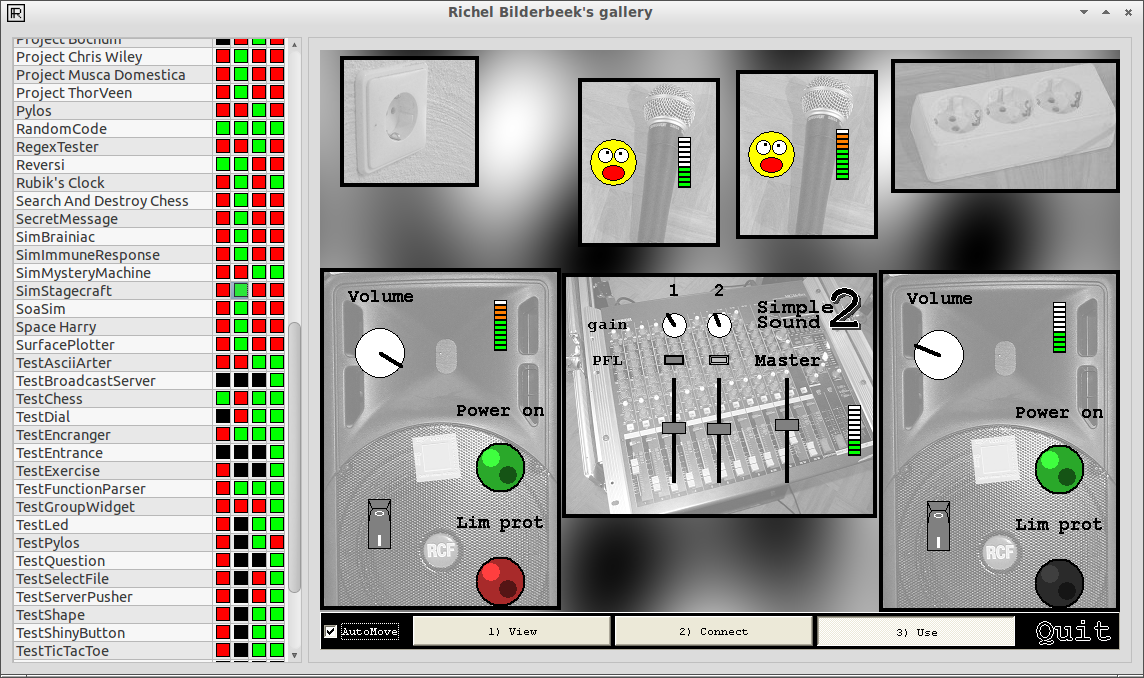 Richel Bilderbeek's gallery
Project Bochum
Project Chris Wiley
Project Musca Domestica
Project ThorVeen
Pylos
RandomCode
RegexTester
Reversi
Rubik's Clock
Search And Destroy Chess
SecretMessage
SimBrainiac
SimImmuneResponse
SimMysteryMachine
SimStagecraft
SoaSim
Space Harry
SurfacePlotter
TestAsciiArter
TestBroadcastServer
TestChess
TestDial
TestEncranger
TestEntrance
TestExercise
TestFunctionParser
TestGroupWidget
TestLed
TestPylos
TestQuestion
TestSelectFile
TestServerPusher
TestShape
TestShinyButton
TestTicTacToe
Volume
Power on
Lim prot
RCF
1 2
Simple
Sound 2
gain
PFL
Master
Volume
Power on
Lim prot
RCF
AutoMove
1) View
2) Connect
3) Use
Quit